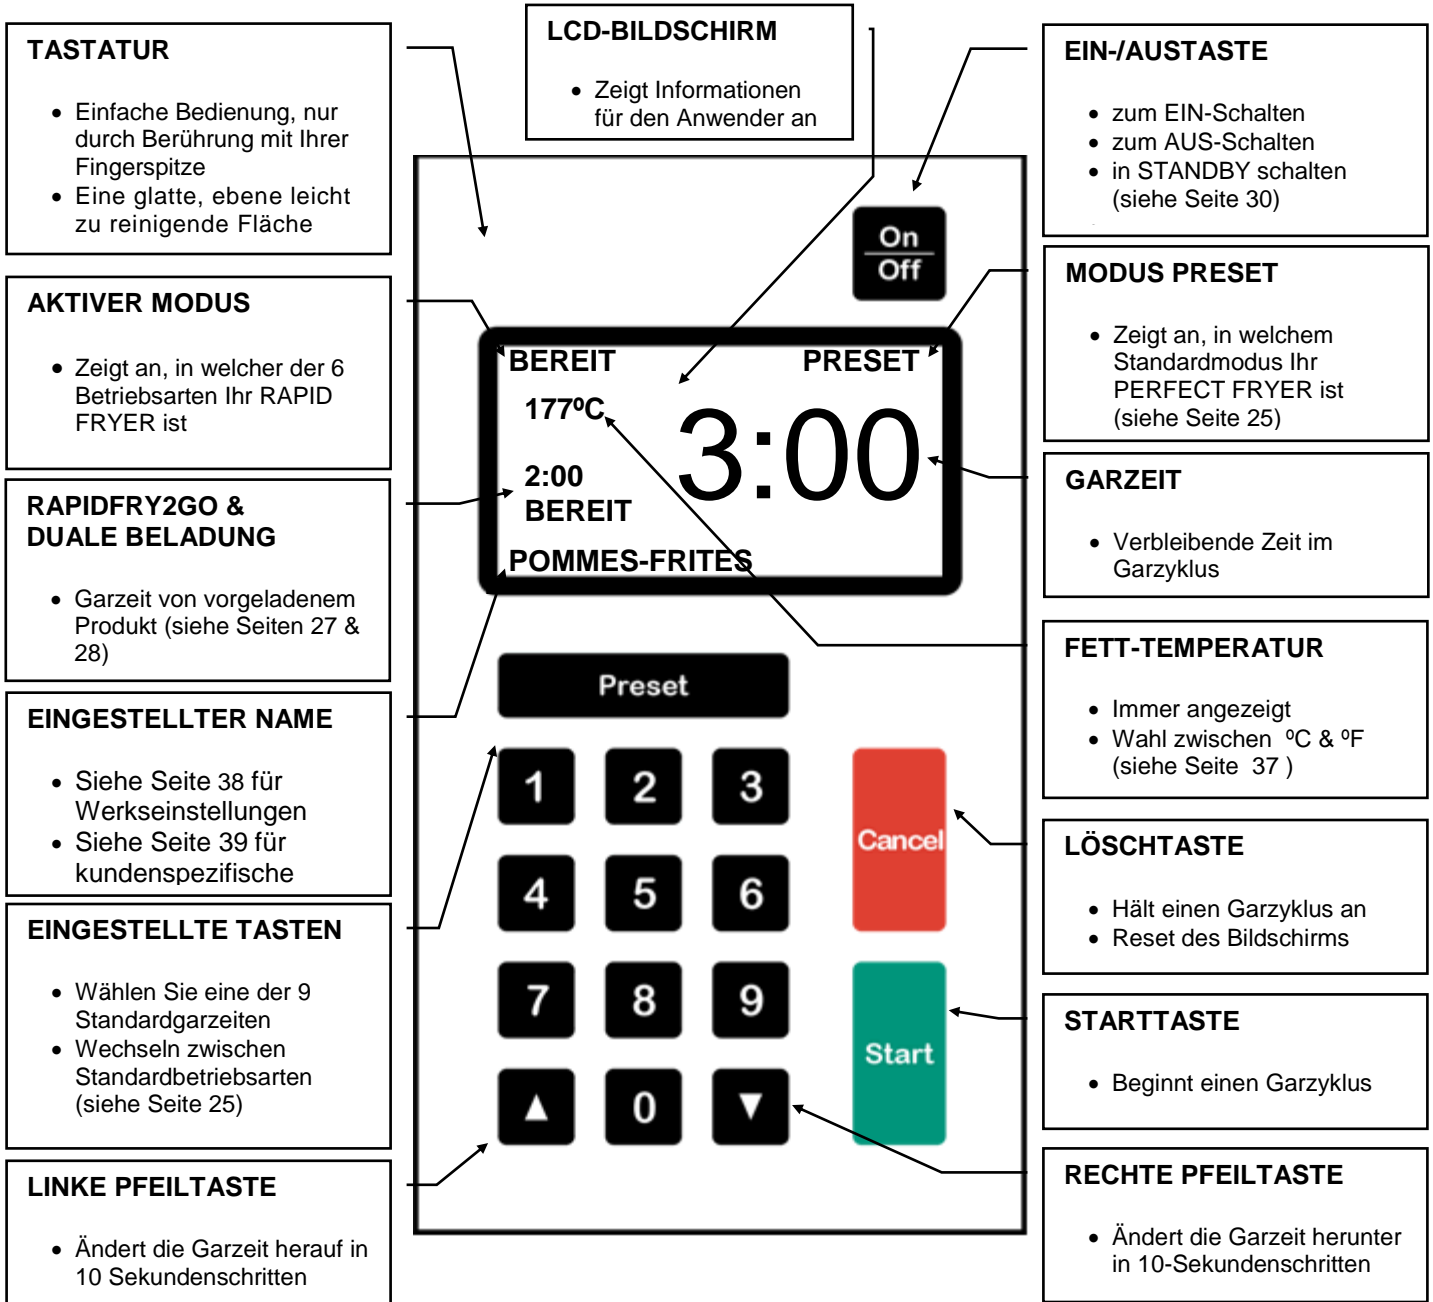 TASTATUR
• Einfache Bedienung, nur
durch Berührung mit Ihrer
Fingerspitze
• Eine glatte, ebene leicht
zu reinigende Fläche
AKTIVER MODUS
• Zeigt an, in welcher der 6
Betriebsarten Ihr RAPID
FRYER ist
RAPIDFRY2GO &
DUALE BELADUNG
• Garzeit von vorgeladenem
Produkt (siehe Seiten 27 &
28)
EINGESTELLTER NAME
• Siehe Seite 38 für
Werkseinstellungen
• Siehe Seite 39 für
kundenspezifische
EINGESTELLTE TASTEN
• Wählen Sie eine der 9
Standardgarzeiten
• Wechseln zwischen
Standardbetriebsarten
(siehe Seite 25)
LINKE PFEILTASTE
• Ändert die Garzeit herauf in
10 Sekundenschritten
LCD-BILDSCHIRM
• Zeigt Informationen
für den Anwender an
On
Off
BEREIT PRESET
177ºC
3:00
2:00
BEREIT
POMMES-FRITES
Preset
1 2 3
4 5 6
7 8 9
▲ 0 ▼
Cancel
Start
EIN-/AUSTASTE
• zum EIN-Schalten
• zum AUS-Schalten
• in STANDBY schalten
(siehe Seite 30)
MODUS PRESET
• Zeigt an, in welchem
Standardmodus Ihr
PERFECT FRYER ist
(siehe Seite 25)
GARZEIT
• Verbleibende Zeit im
Garzyklus
FETT-TEMPERATUR
• Immer angezeigt
• Wahl zwischen ºC & ºF
(siehe Seite 37 )
LÖSCHTASTE
• Hält einen Garzyklus an
• Reset des Bildschirms
STARTTASTE
• Beginnt einen Garzyklus
RECHTE PFEILTASTE
• Ändert die Garzeit herunter
in 10-Sekundenschritten